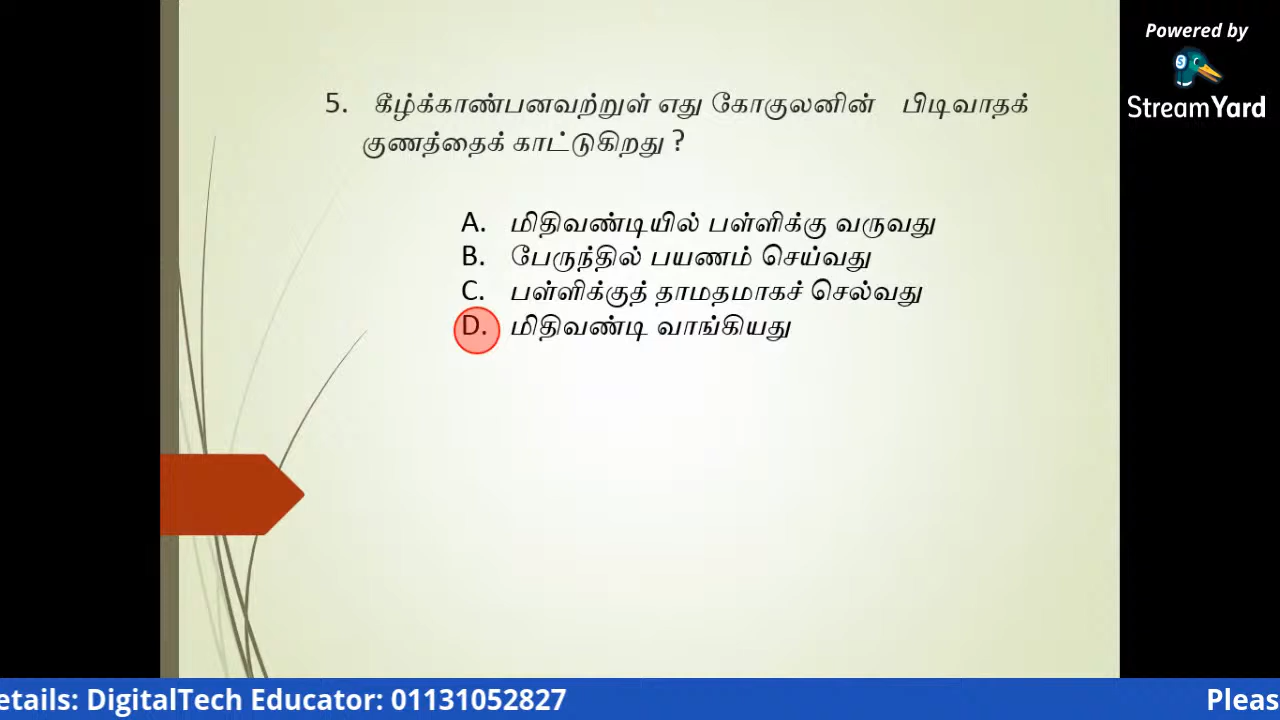 Powered by
StreamYard
5. கீழ்க்காண்பனவற்றுள் எது கோகுலனின் பிடிவாதக்
குணத்தைக் காட்டுகிறது ?
A. மிதிவண்டியில் பள்ளிக்கு வருவது
B. பேருந்தில் பயணம் செய்வது
C. பள்ளிக்குத் தாமதமாகச் செல்வது
D. மிதிவண்டி வாங்கியது
etails: DigitalTech Educator: 01131052827 Pleas